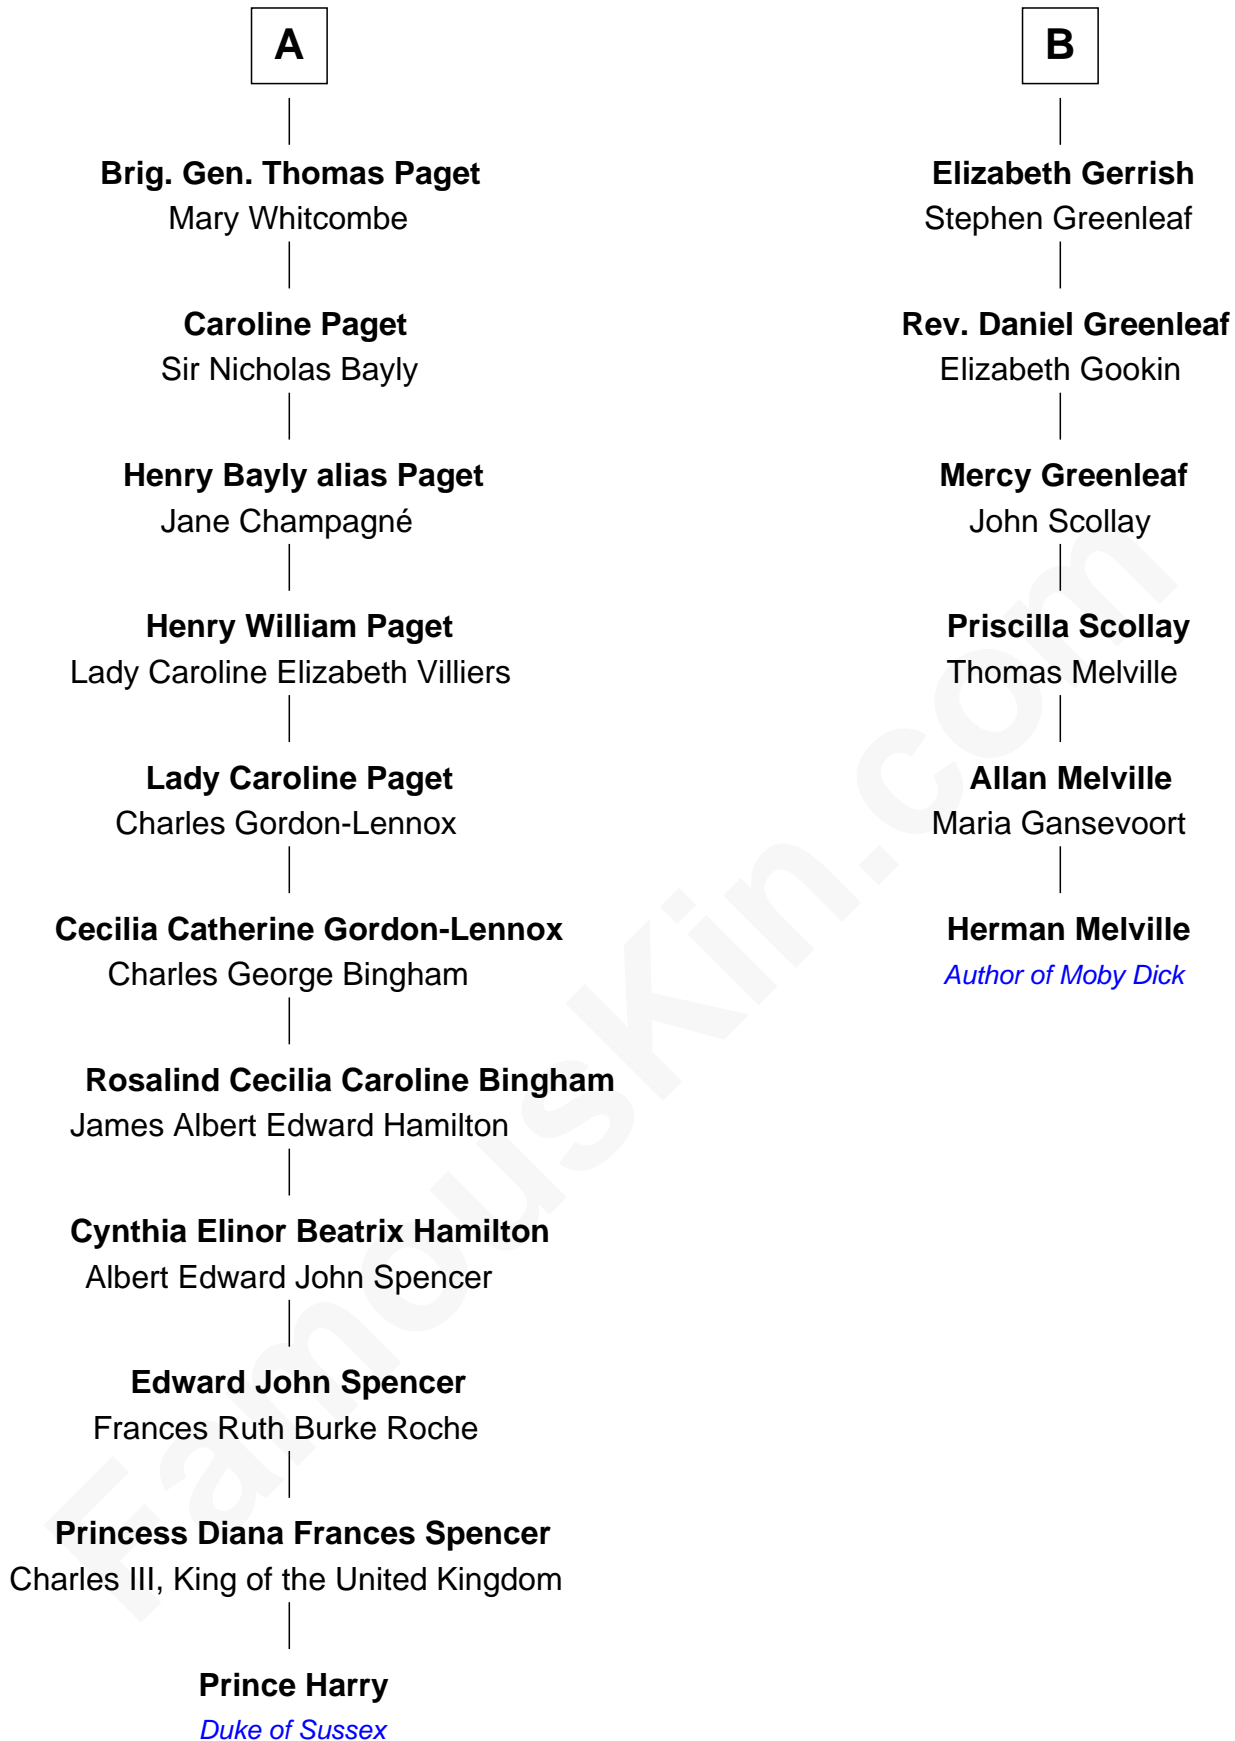 A
Brig. Gen. Thomas Paget
Mary Whitcombe
Caroline Paget
Sir Nicholas Bayly
Henry Bayly alias Paget
Jane Champagné
Henry William Paget
Lady Caroline Elizabeth Villiers
Lady Caroline Paget
Charles Gordon-Lennox
Cecilia Catherine Gordon-Lennox
Charles George Bingham
Rosalind Cecilia Caroline Bingham
James Albert Edward Hamilton
Cynthia Elinor Beatrix Hamilton
Albert Edward John Spencer
Edward John Spencer
Frances Ruth Burke Roche
Princess Diana Frances Spencer
Charles III, King of the United Kingdom
Prince Harry
Duke of Sussex
B
Elizabeth Gerrish
Stephen Greenleaf
Rev. Daniel Greenleaf
Elizabeth Gookin
Mercy Greenleaf
John Scollay
Priscilla Scollay
Thomas Melville
Allan Melville
Maria Gansevoort
Herman Melville
Author of Moby Dick
FamousKin.com